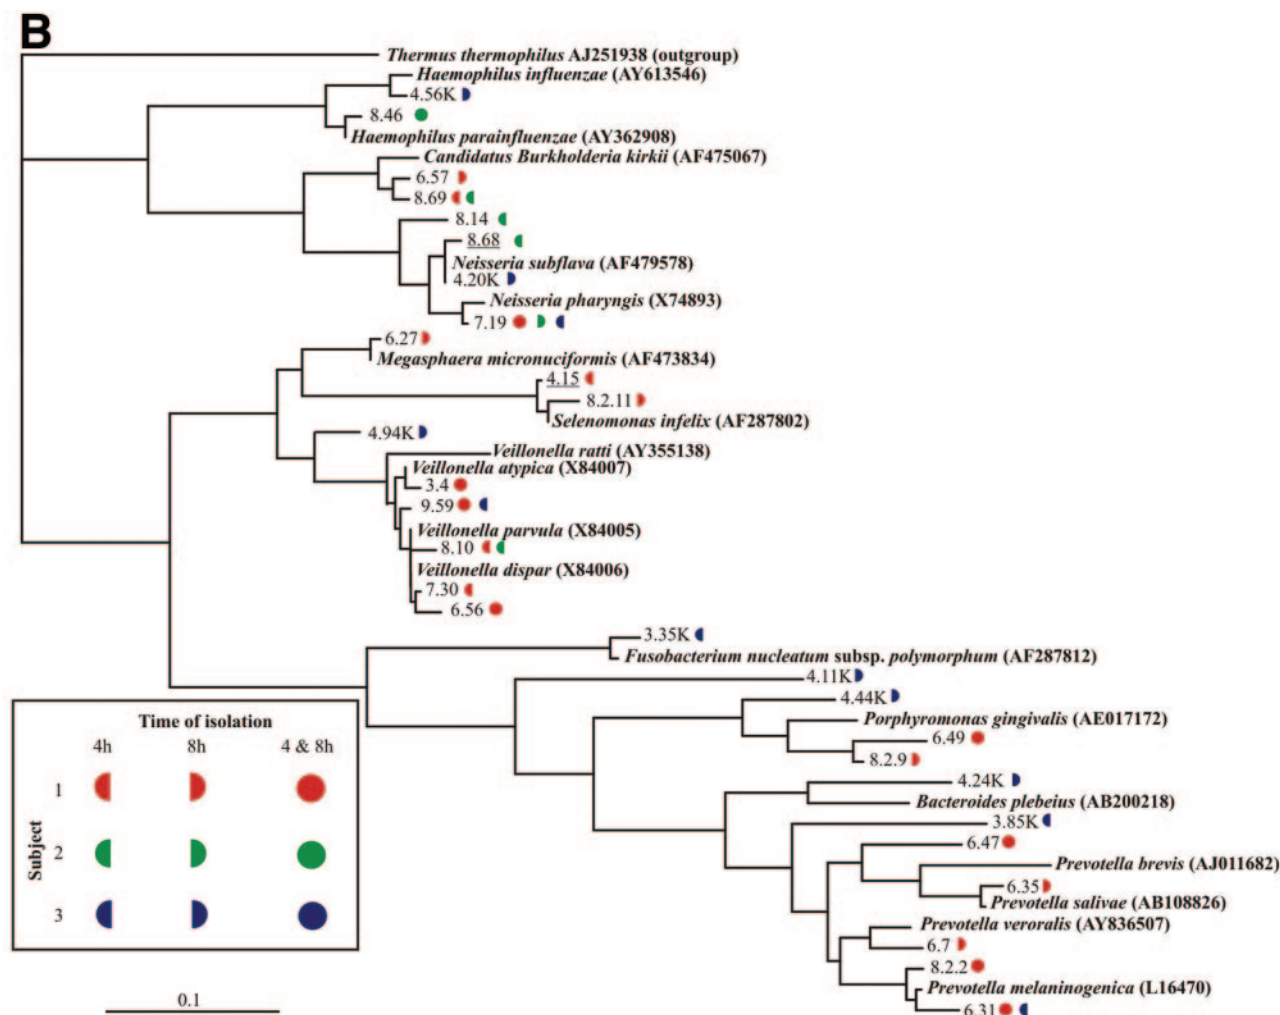 B
Thermus thermophilus AJ251938 (outgroup)
Haemophilus influenzae (AY613546)
4.56K
8.46
Haemophilus parainfluenzae (AY362908)
Candidatus Burkholderia kirkii (AF475067)
6.57
8.69
8.14
8.68
Neisseria subflava (AF479578)
4.20K
Neisseria pharyngis (X74893)
7.19
6.27
Megasphaera micronuciformis (AF473834)
4.15
8.2.11
Selenomonas infelix (AF287802)
4.94K
Veillonella ratti (AY355138)
Veillonella atypica (X84007)
3.4
9.59
Veillonella parvula (X84005)
8.10
Veillonella dispar (X84006)
7.30
6.56
3.35K
Fusobacterium nucleatum subsp. polymorphum (AF287812)
4.11K
4.44K
Porphyromonas gingivalis (AE017172)
6.49
8.2.9
4.24K
Bacteroides plebeius (AB200218)
3.85K
6.47
Prevotella brevis (AJ011682)
6.35
Prevotella salivae (AB108826)
Prevotella veroralis (AY836507)
6.7
8.2.2
Prevotella melaninogenica (L16470)
6.31
Time of isolation
4h 8h 4 & 8h
Subject
1
2
3
0.1